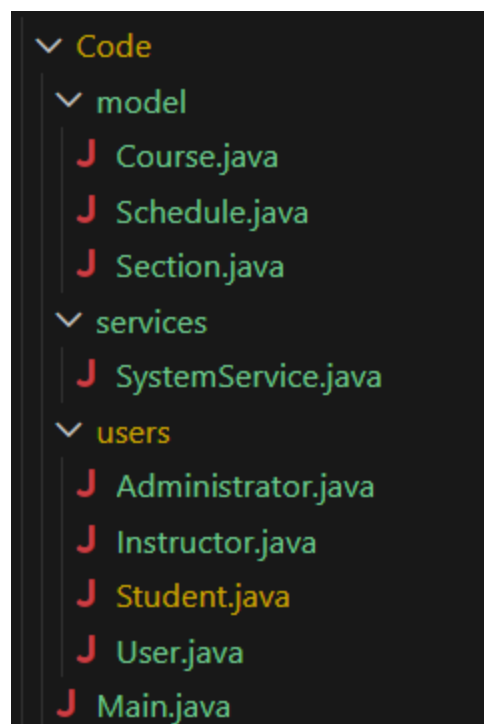 Code
model
J Course.java
J Schedule.java
J Section.java
services
J SystemService.java
users
J Administrator.java
J Instructor.java
J Student.java
J User.java
J Main.java